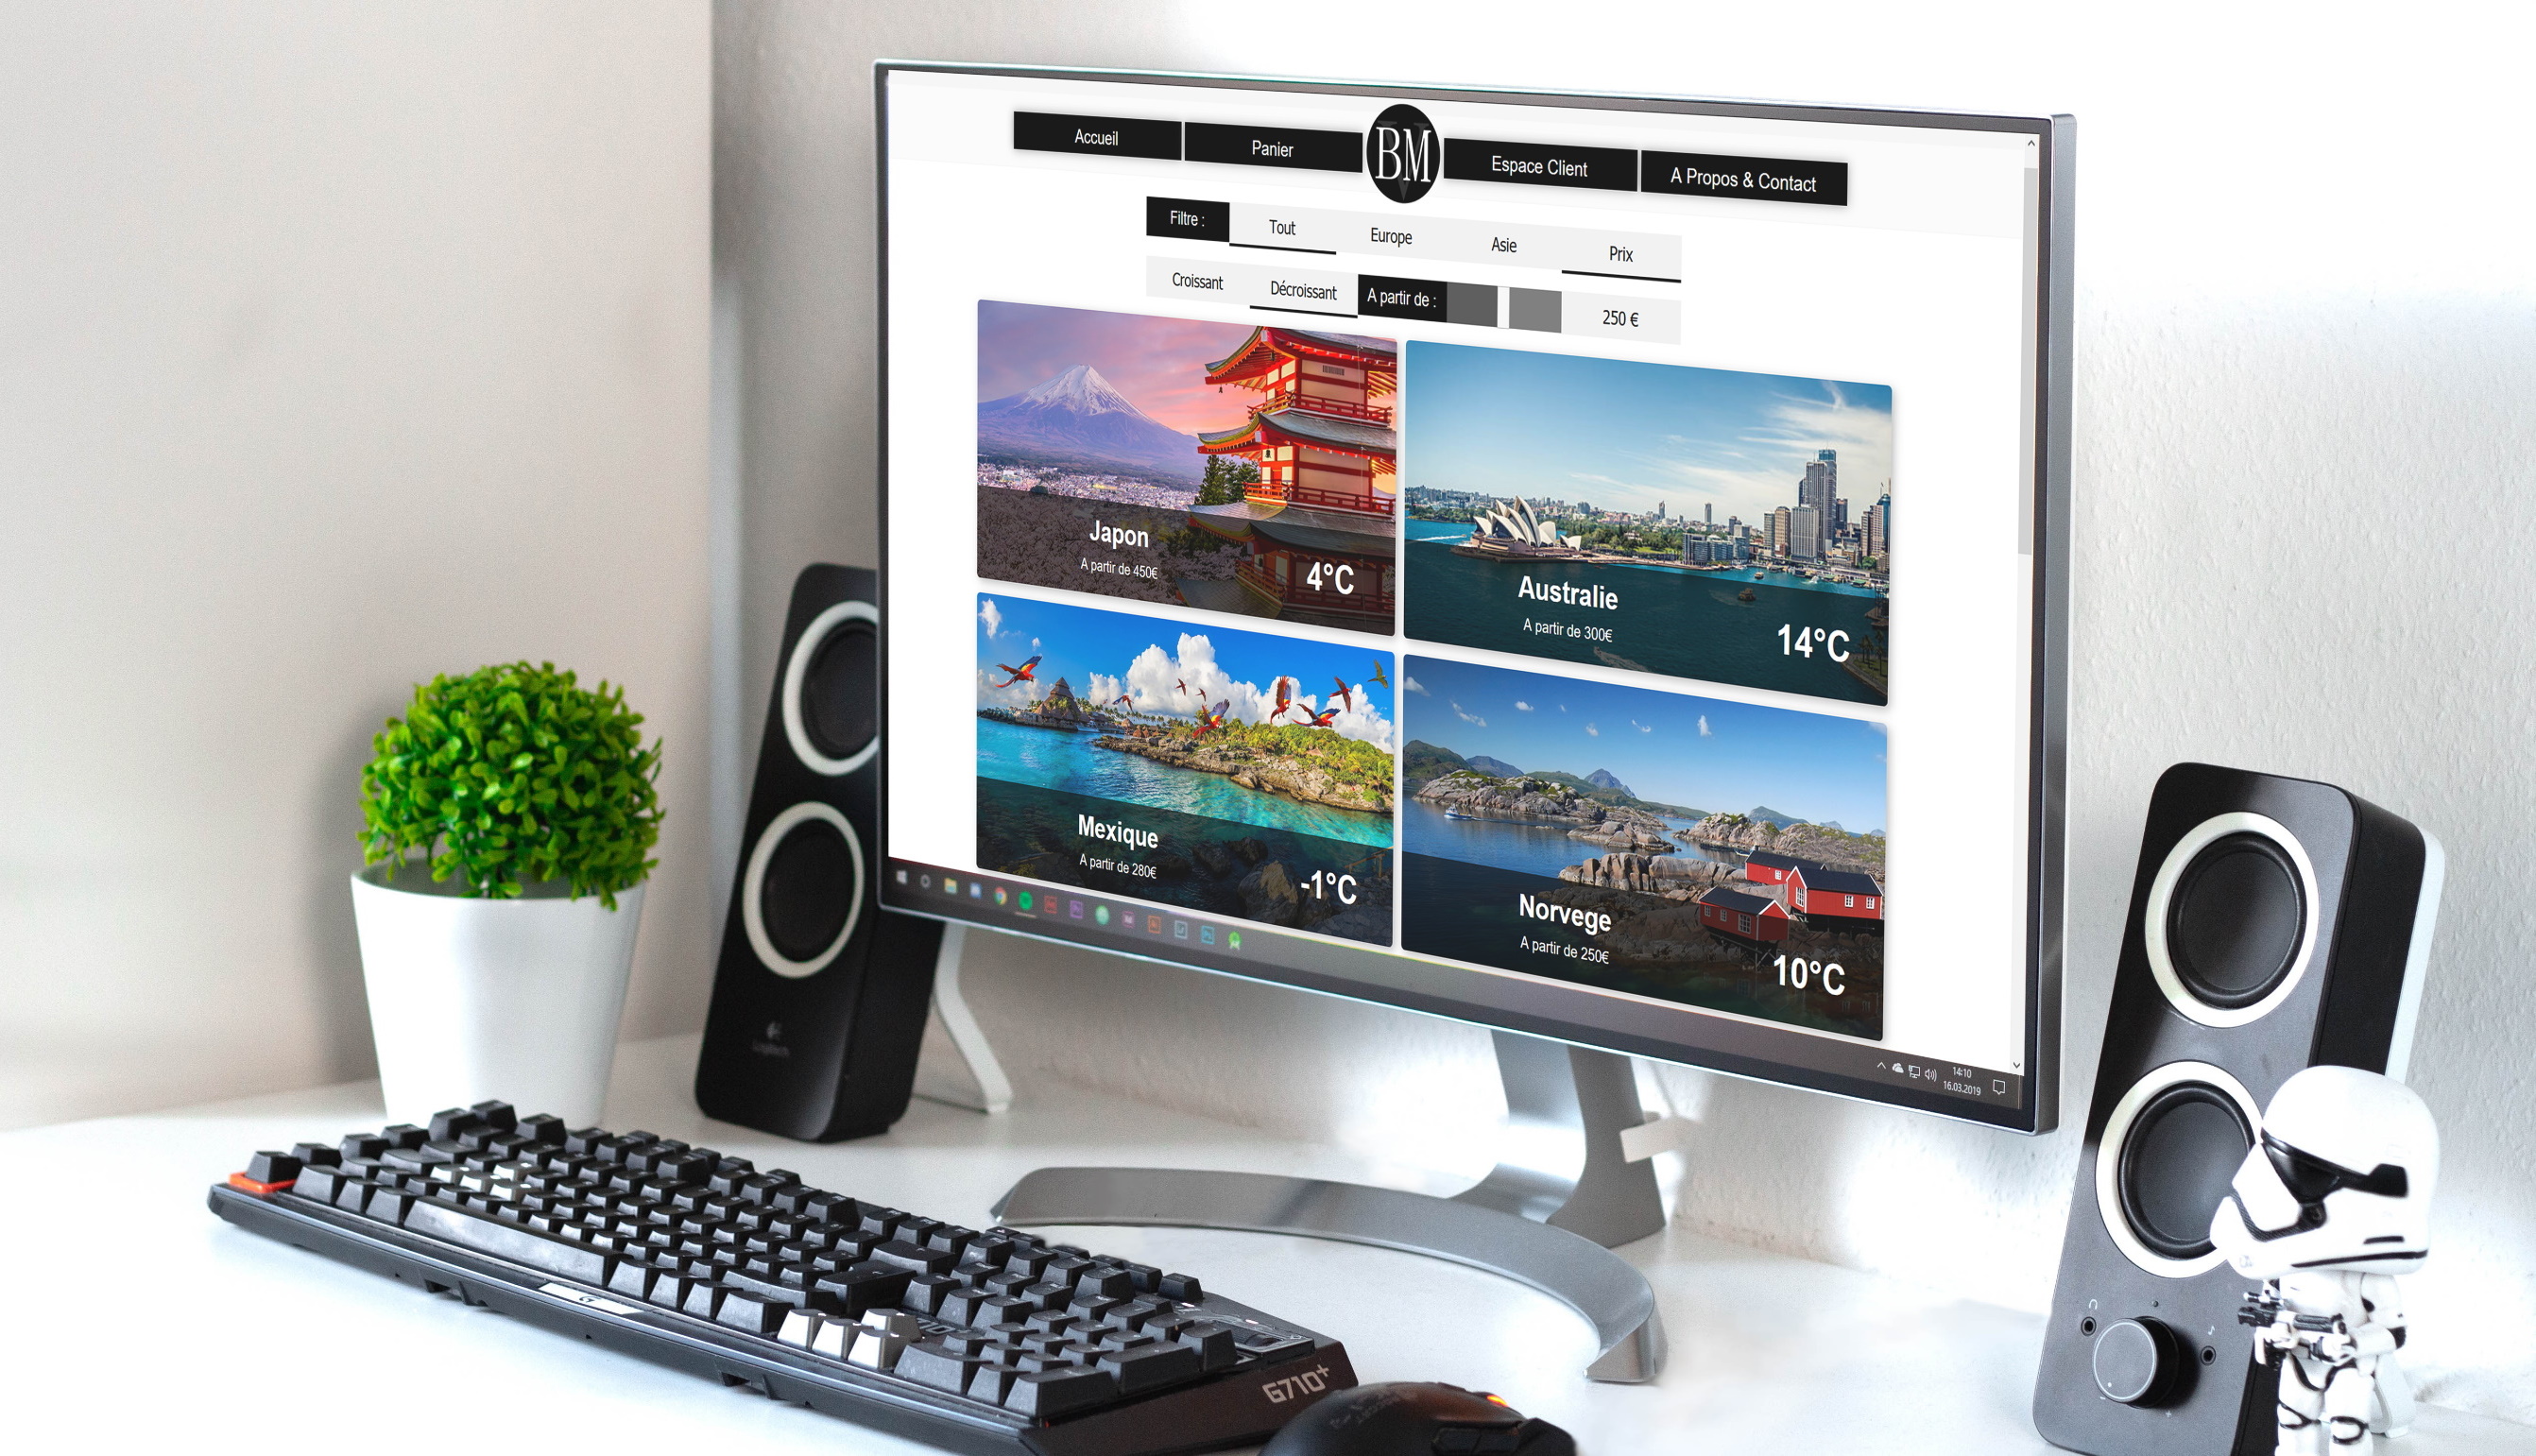 Accueil
Panier
BMV
Espace Client
A Propos & Contact
Filtre :
Tout
Europe
Asie
Prix
Croissant
Décroissant
A partir de :
250 €
Japon
A partir de 450€
4°C
Australie
A partir de 300€
14°C
Mexique
A partir de 280€
-1°C
Norvege
A partir de 250€
10°C
14:10
16.03.2019
Logitech
G710+